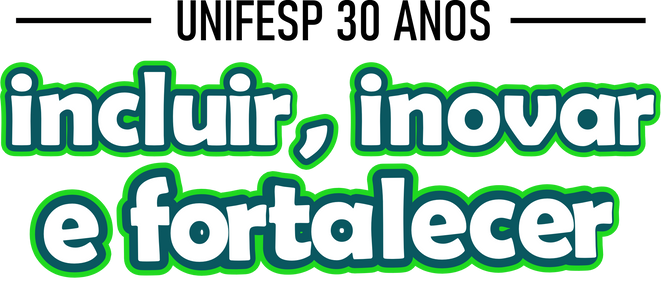 UNIFESP 30 ANOS
incluir, inovar
e fortalecer